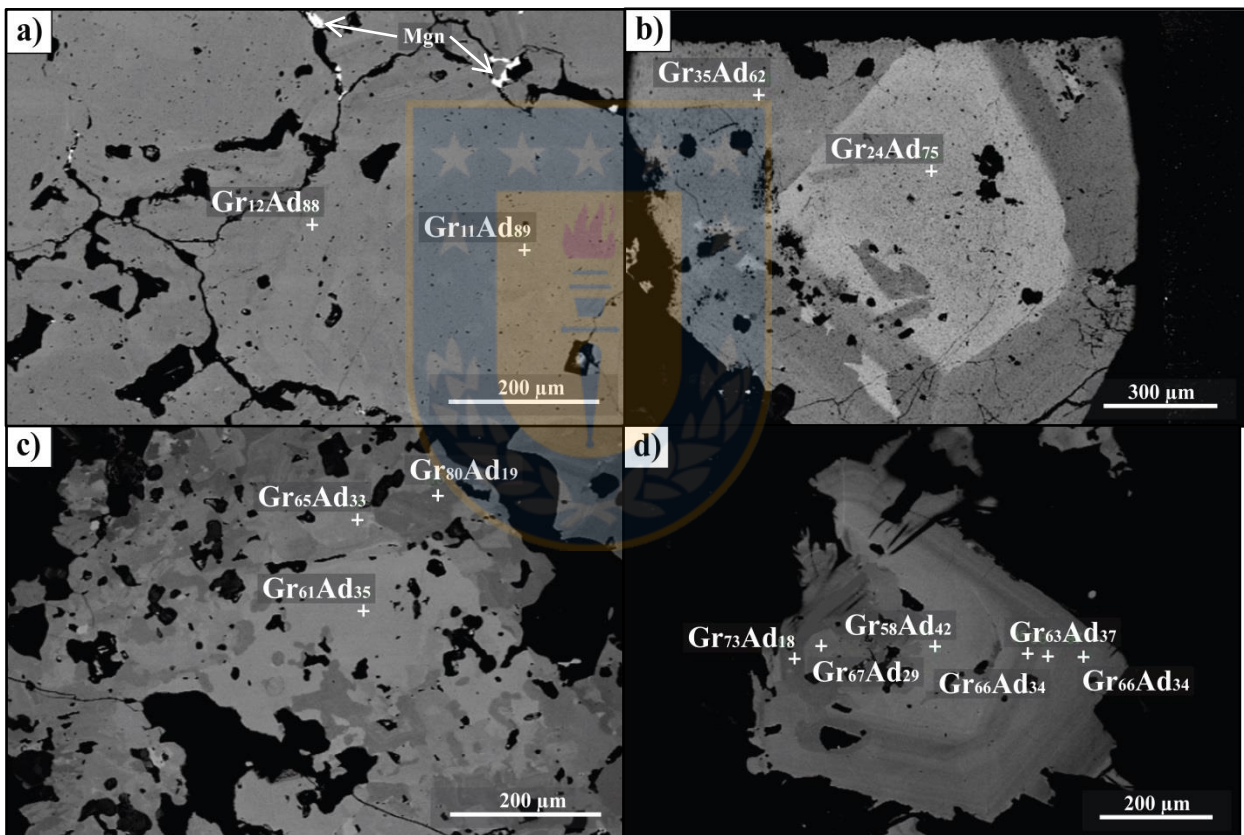 a)
Mgn
Gr₁₂Ad₈₈
Gr₁₁Ad₈₉
200 µm
b)
Gr₃₅Ad₆₂
Gr₂₄Ad₇₅
300 µm
c)
Gr₈₀Ad₁₉
Gr₆₅Ad₃₃
Gr₆₁Ad₃₅
200 µm
d)
Gr₇₃Ad₁₈
Gr₅₈Ad₄₂
Gr₆₃Ad₃₇
Gr₆₇Ad₂₉
Gr₆₆Ad₃₄
Gr₆₆Ad₃₄
200 µm